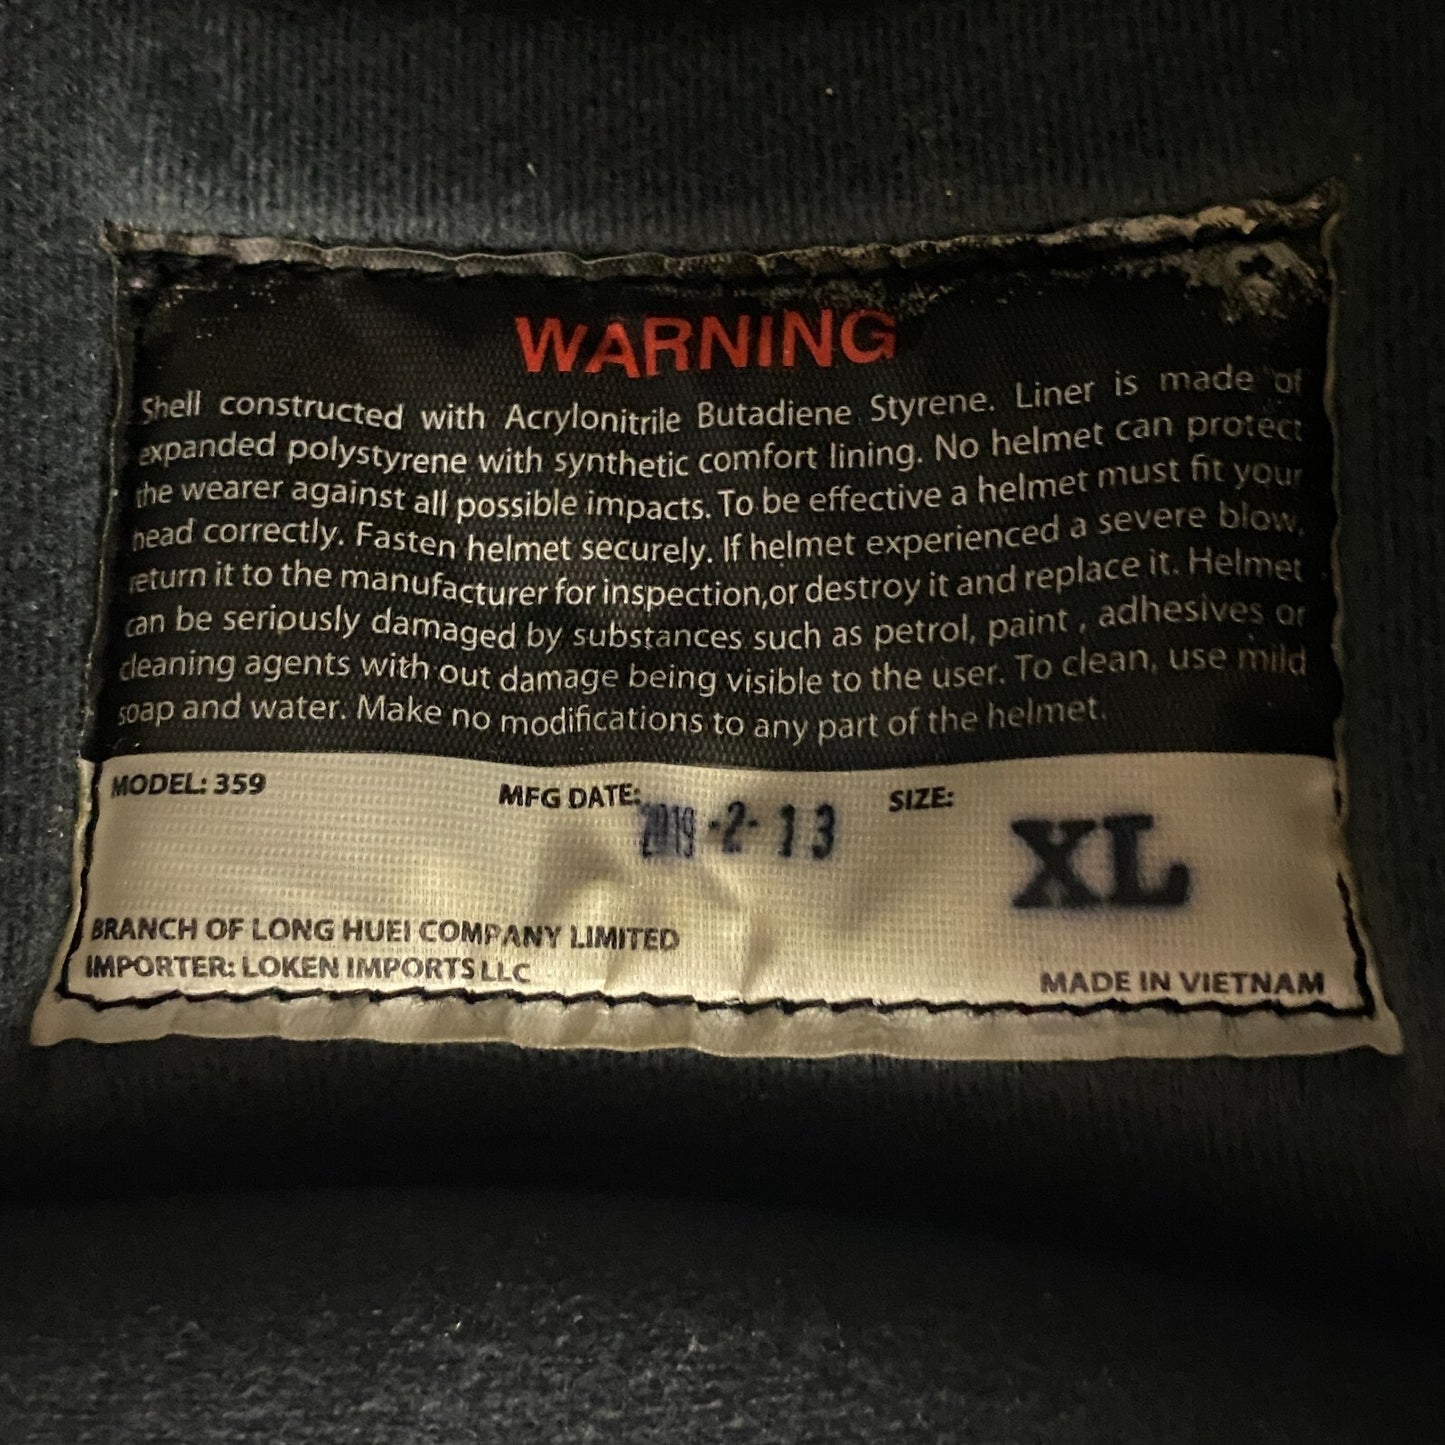 WARNING
Shell constructed with Acrylonitrile Butadiene Styrene. Liner is made of
expanded polystyrene with synthetic comfort lining. No helmet can protect
the wearer against all possible impacts. To be effective a helmet must fit your
head correctly. Fasten helmet securely. If helmet experienced a severe blow,
return it to the manufacturer for inspection,or destroy it and replace it. Helmet
can be seriously damaged by substances such as petrol, paint , adhesives or
cleaning agents with out damage being visible to the user. To clean, use mild
soap and water. Make no modifications to any part of the helmet.
MODEL: 359 MFG DATE: 2019-2-13 SIZE: XL
BRANCH OF LONG HUEI COMPANY LIMITED
IMPORTER: LOKEN IMPORTS LLC MADE IN VIETNAM